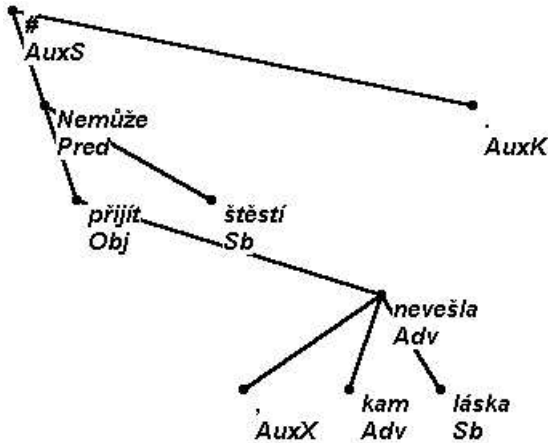 #
AuxS
Nemůže
Pred
.
AuxK
přijít
Obj
štěstí
Sb
nevešla
Adv
,
AuxX
kam
Adv
láska
Sb